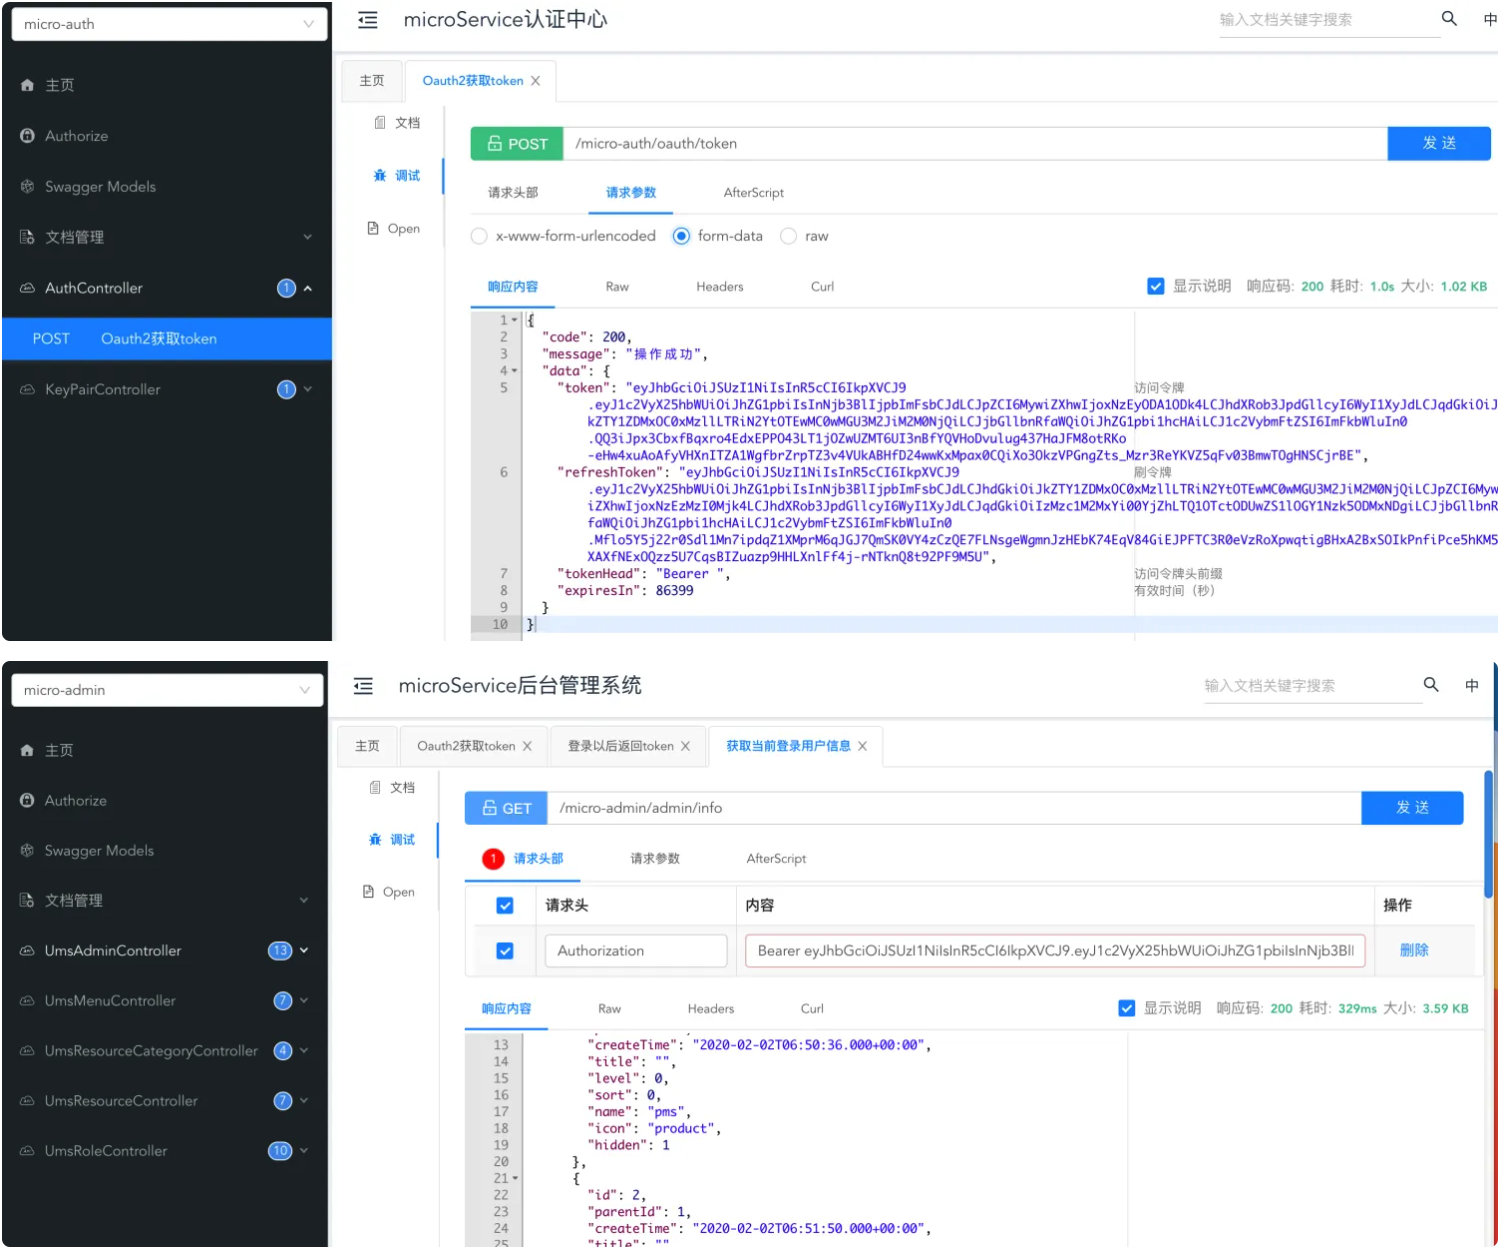 micro-auth
microService认证中心
输入文档关键字搜索
中
主页
Authorize
Swagger Models
文档管理
AuthController 1
POST Oauth2获取token
KeyPairController 1
主页
Oauth2获取token
文档
调试
Open
POST /micro-auth/oauth/token 发 送
请求头部 请求参数 AfterScript
x-www-form-urlencoded form-data raw
响应内容 Raw Headers Curl 显示说明 响应码: 200 耗时: 1.0s 大小: 1.02 KB
1 {
2 "code": 200,
3 "message": "操作成功",
4 "data": {
5 "token": "eyJhbGciOiJSUzI1NiIsInR5cCI6IkpXVCJ9 访问令牌
6 "refreshToken": "eyJhbGciOiJSUzI1NiIsInR5cCI6IkpXVCJ9 刷令牌
7 "tokenHead": "Bearer ", 访问令牌头前缀
8 "expiresIn": 86399 有效时间（秒）
9 }
10 }
micro-admin
microService后台管理系统
输入文档关键字搜索
中
主页
Authorize
Swagger Models
文档管理
UmsAdminController 13
UmsMenuController 7
UmsResourceCategoryController 4
UmsResourceController 7
UmsRoleController 10
主页
Oauth2获取token
登录以后返回token
获取当前登录用户信息
文档
调试
Open
GET /micro-admin/admin/info 发 送
1 请求头部 请求参数 AfterScript
请求头 内容 操作
Authorization Bearer eyJhbGciOiJSUzI1NiIsInR5cCI6IkpXVCJ9.eyJ1c2VyX25hbWUiOiJhZG1pbiIsInNjb3BlI 删除
响应内容 Raw Headers Curl 显示说明 响应码: 200 耗时: 329ms 大小: 3.59 KB
13 "createTime": "2020-02-02T06:50:36.000+00:00",
14 "title": "",
15 "level": 0,
16 "sort": 0,
17 "name": "pms",
18 "icon": "product",
19 "hidden": 1
20 },
21 {
22 "id": 2,
23 "parentId": 1,
24 "createTime": "2020-02-02T06:51:50.000+00:00",
25 "title": ""